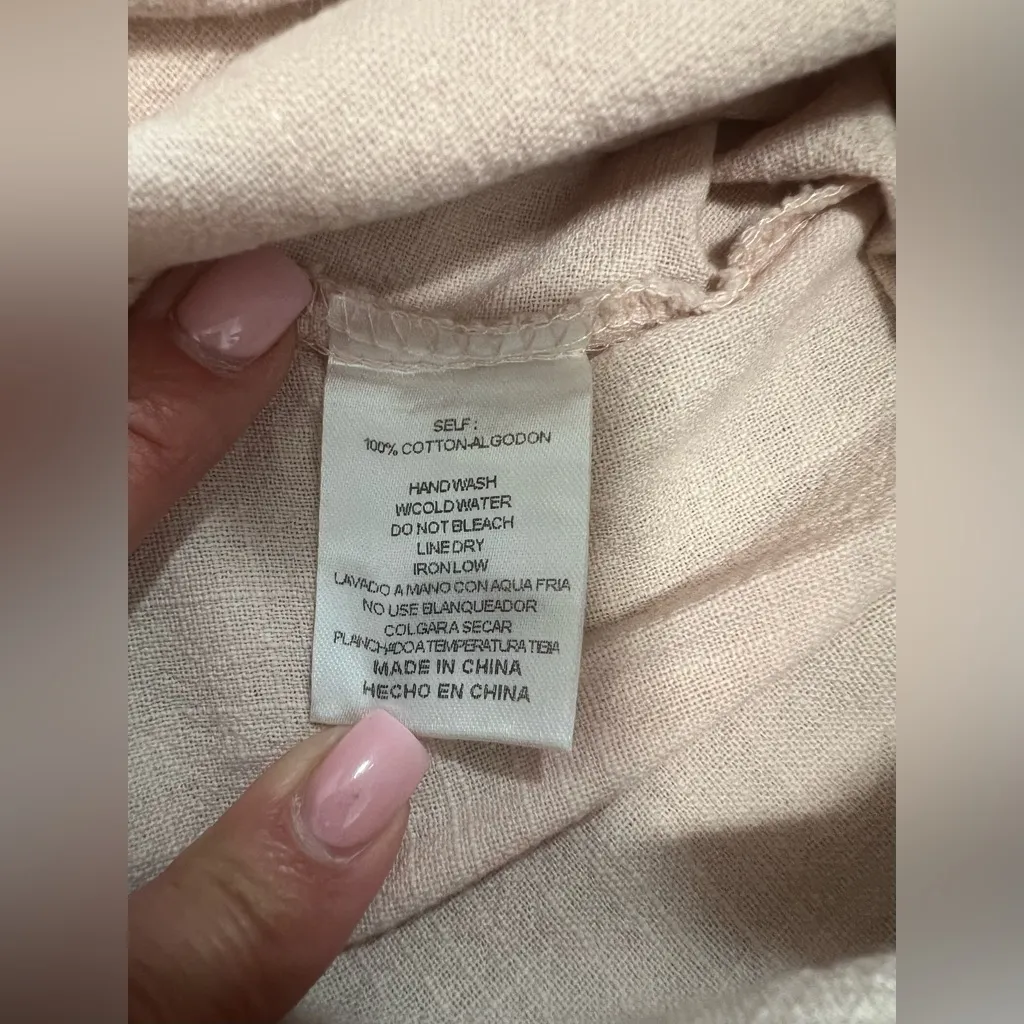 SELF:
100% COTTON-ALGODON
HAND WASH
W/COLD WATER
DO NOT BLEACH
LINE DRY
IRON LOW
LAVADO A MANO CON AQUA FRIA
NO USE BLANQUEADOR
COLGAR A SECAR
PLANCHADO A TEMPERATURA TIBIA
MADE IN CHINA
HECHO EN CHINA